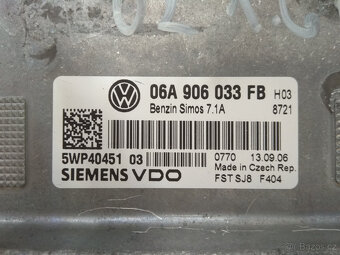 06A 906 033 FB H03
Benzin Simos 7.1A 8721
5WP40451 03 0770 13.09.06
Made in Czech Rep.
SIEMENS VDO FST SJ8 F404